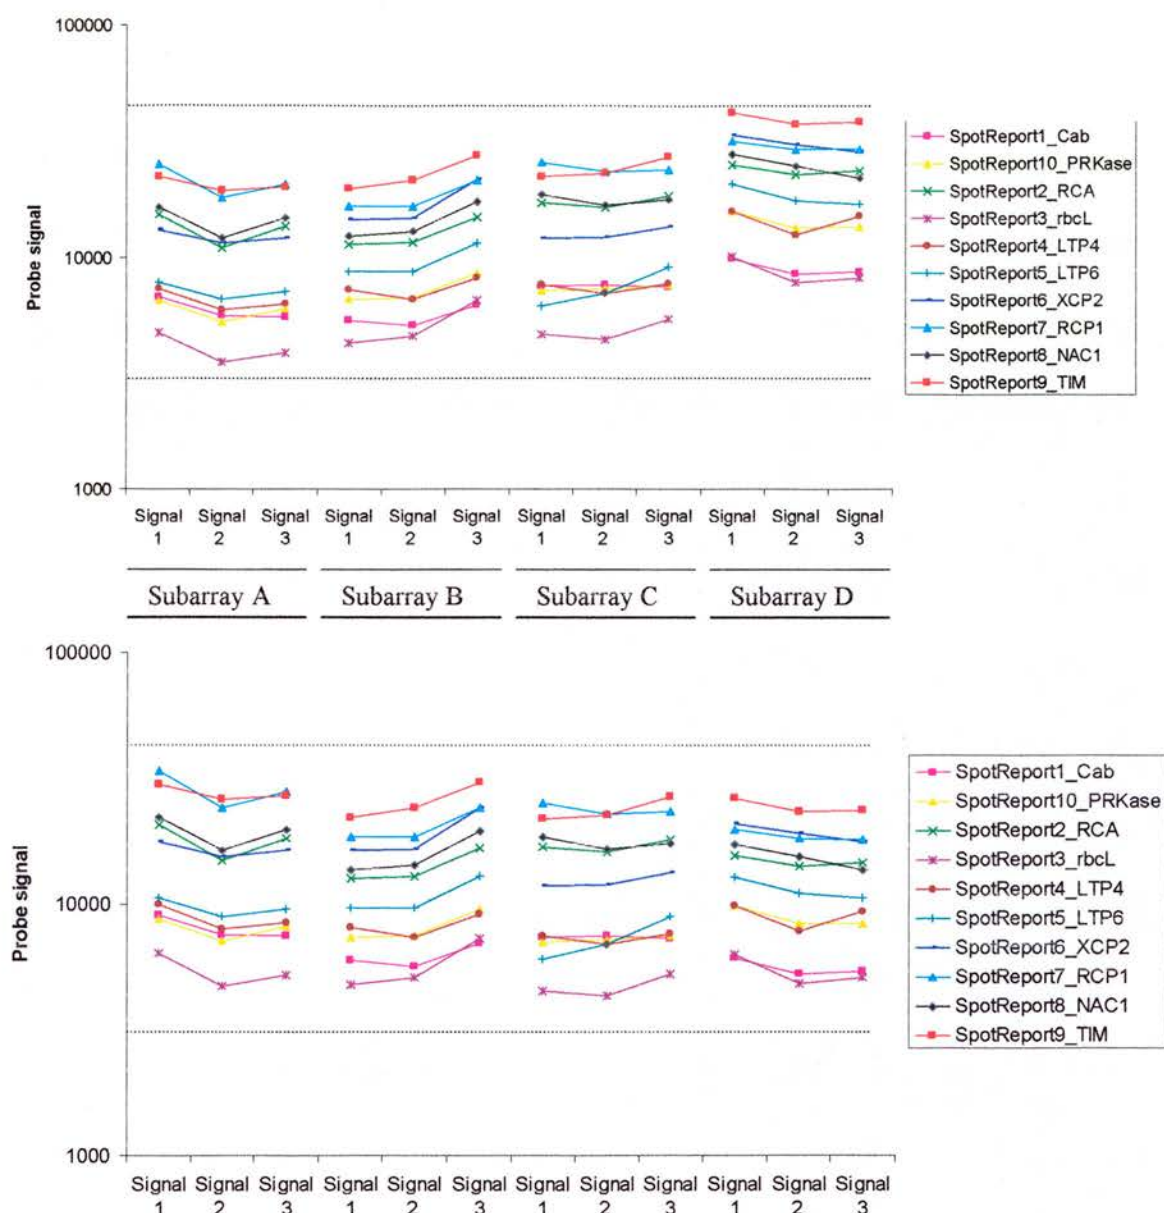 100000
10000
1000
Probe signal
Signal 1 Signal 2 Signal 3 Signal 1 Signal 2 Signal 3 Signal 1 Signal 2 Signal 3 Signal 1 Signal 2 Signal 3
Subarray A Subarray B Subarray C Subarray D
SpotReport1_Cab
SpotReport10_PRKase
SpotReport2_RCA
SpotReport3_rbcL
SpotReport4_LTP4
SpotReport5_LTP6
SpotReport6_XCP2
SpotReport7_RCP1
SpotReport8_NAC1
SpotReport9_TIM
100000
10000
1000
Probe signal
Signal 1 Signal 2 Signal 3 Signal 1 Signal 2 Signal 3 Signal 1 Signal 2 Signal 3 Signal 1 Signal 2 Signal 3
SpotReport1_Cab
SpotReport10_PRKase
SpotReport2_RCA
SpotReport3_rbcL
SpotReport4_LTP4
SpotReport5_LTP6
SpotReport6_XCP2
SpotReport7_RCP1
SpotReport8_NAC1
SpotReport9_TIM